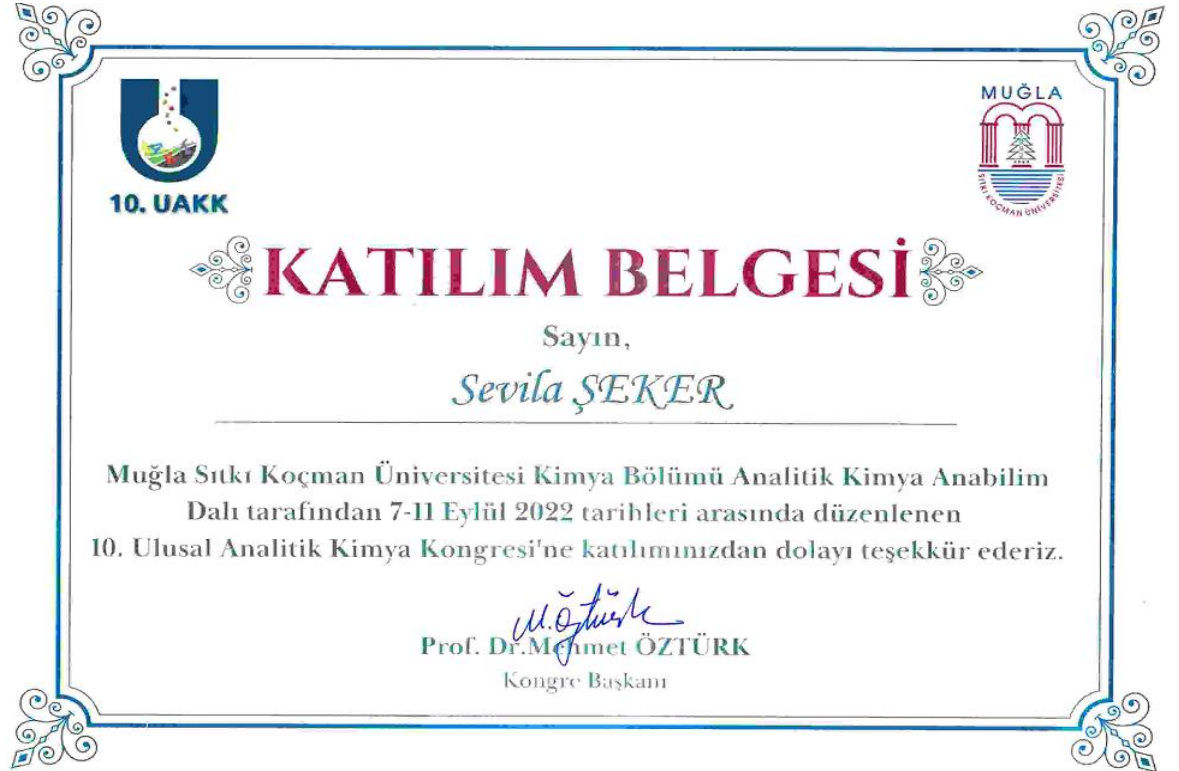 MUĞLA
SITKI KOÇMAN ÜNİVERSİTESİ
10. UAKK
KATILIM BELGESİ
Sayın,
Sevila ŞEKER
Muğla Sıtkı Koçman Üniversitesi Kimya Bölümü Analitik Kimya Anabilim
Dalı tarafından 7-11 Eylül 2022 tarihleri arasında düzenlenen
10. Ulusal Analitik Kimya Kongresi'ne katılımınızdan dolayı teşekkür ederiz.
M. Öztürk
Prof. Dr.Mehmet ÖZTÜRK
Kongre Başkanı